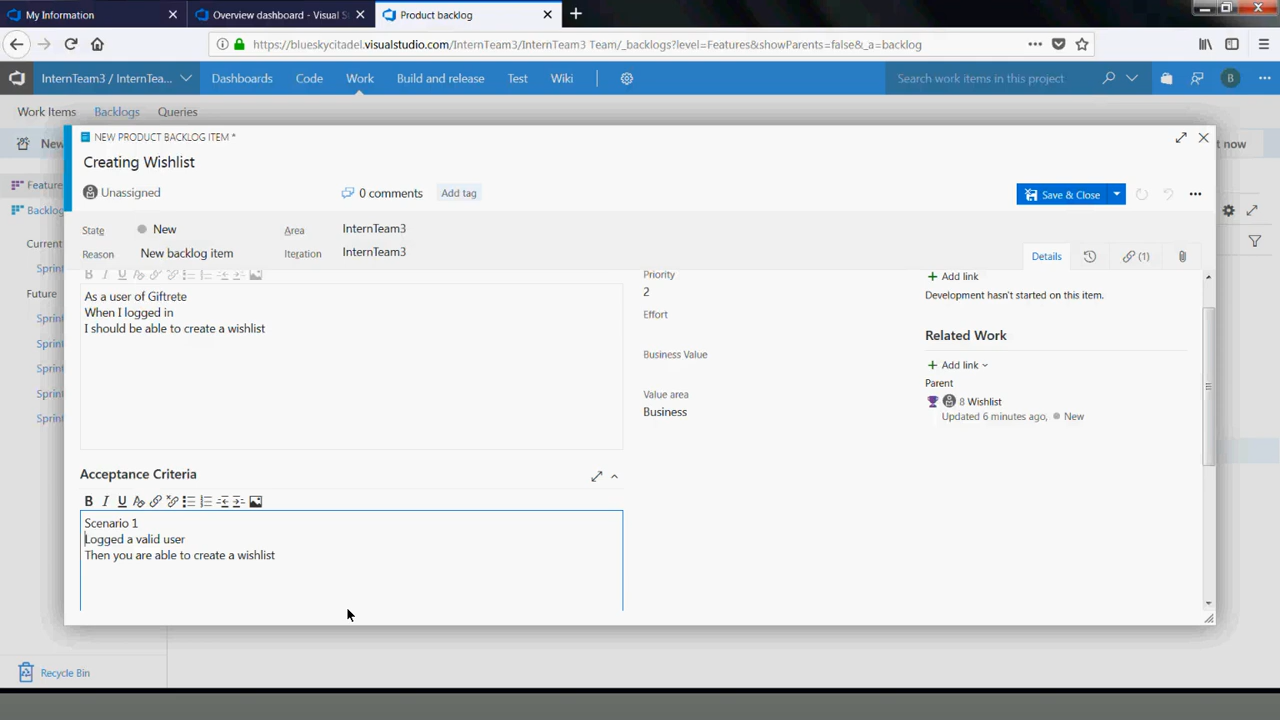 My Information
Overview dashboard - Visual S
Product backlog
https://blueskycitadel.visualstudio.com/InternTeam3/InternTeam3 Team/_backlogs?level=Features&showParents=false&_a=backlog
InternTeam3 / InternTea...
Dashboards
Code
Work
Build and release
Test
Wiki
Search work items in this project
B
Work Items
Backlogs
Queries
New
t now
NEW PRODUCT BACKLOG ITEM *
Creating Wishlist
Unassigned
0 comments
Add tag
Save & Close
State
New
Area
InternTeam3
Reason
New backlog item
Iteration
InternTeam3
Details
(1)
Feature
Backlog
Current
Sprin
Future
Sprint
Sprint
Sprint
Sprint
Sprint
B I U
As a user of Giftrete
When I logged in
I should be able to create a wishlist
Priority
2
Effort
Business Value
Value area
Business
Add link
Development hasn't started on this item.
Related Work
Add link
Parent
8 Wishlist
Updated 6 minutes ago,
New
Acceptance Criteria
B I U
Scenario 1
Logged a valid user
Then you are able to create a wishlist
Recycle Bin